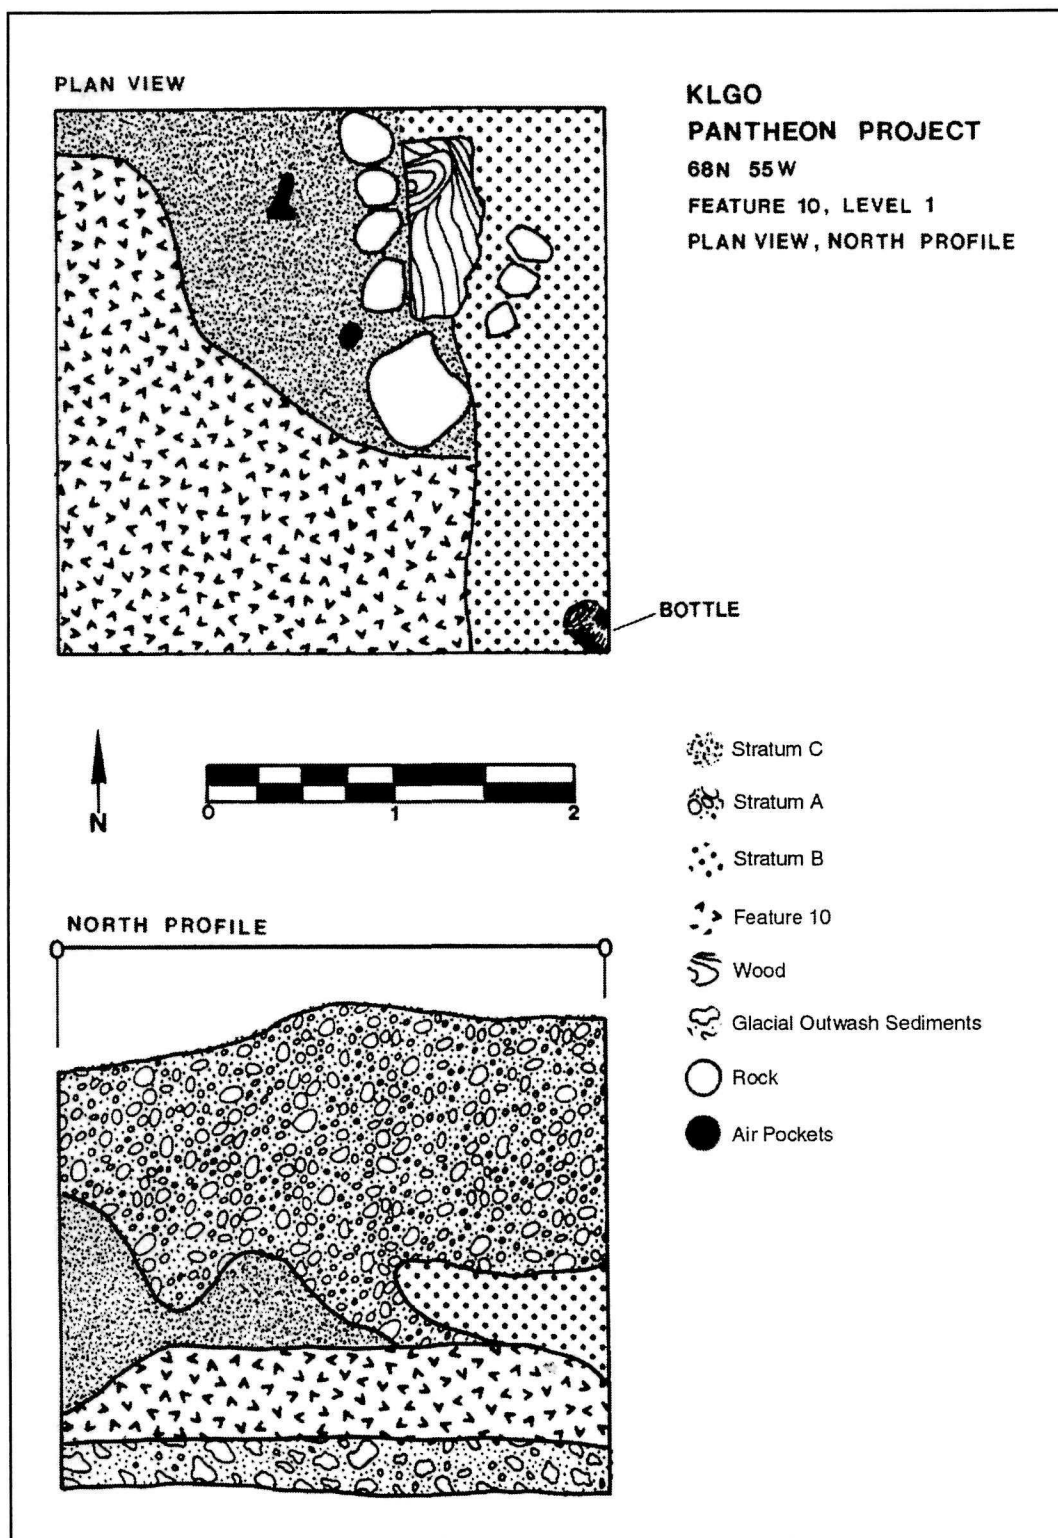 PLAN VIEW
KLGO
PANTHEON PROJECT
68N 55W
FEATURE 10, LEVEL 1
PLAN VIEW, NORTH PROFILE
BOTTLE
N
0 1 2
Stratum C
Stratum A
Stratum B
Feature 10
Wood
Glacial Outwash Sediments
Rock
Air Pockets
NORTH PROFILE